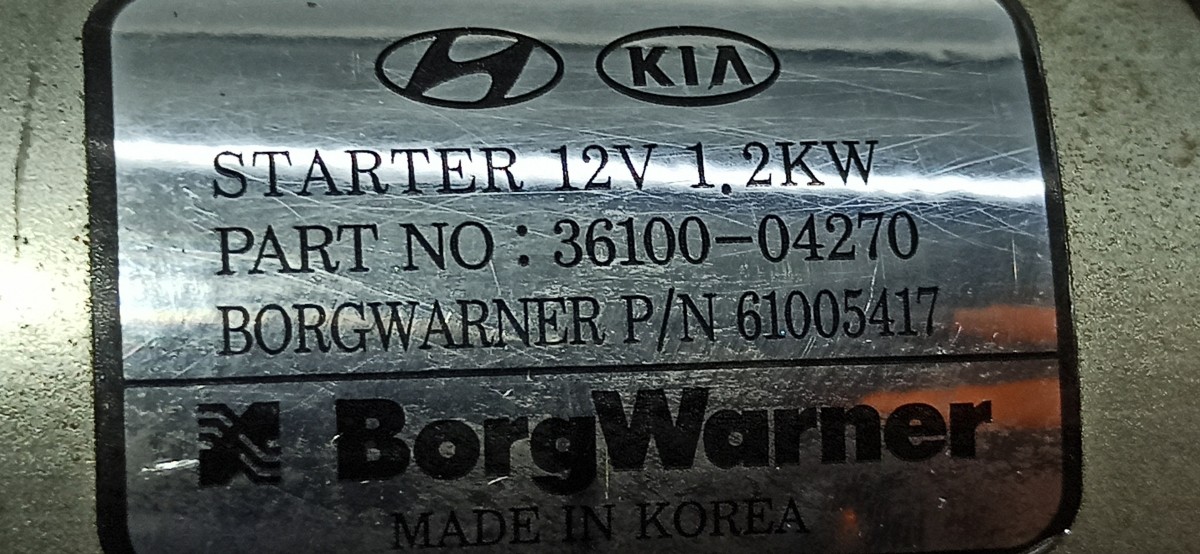 KIA
STARTER 12V 1.2KW
PART NO : 36100-04270
BORGWARNER P/N 61005417
BorgWarner
MADE IN KOREA